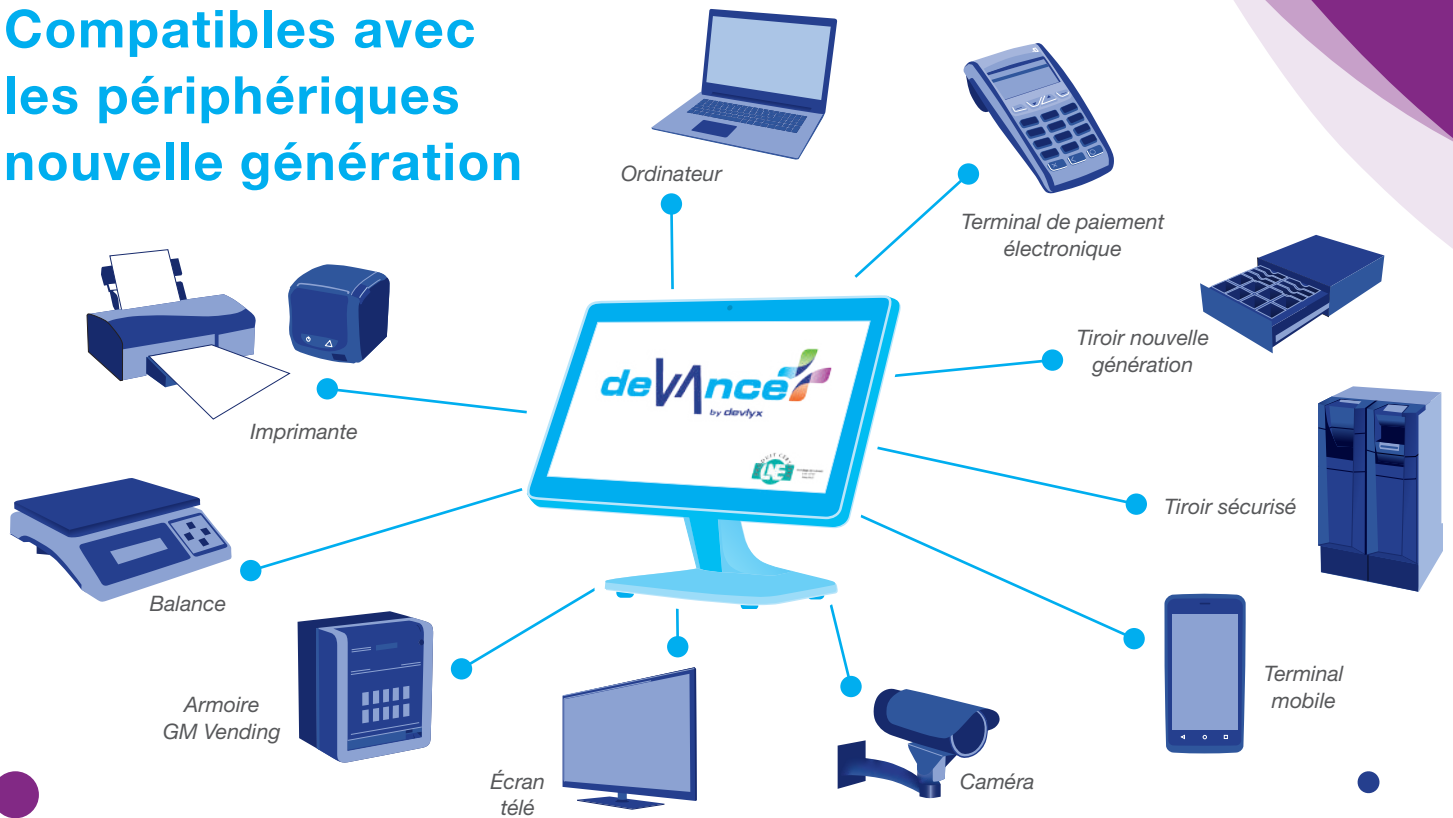 Compatibles avec
les périphériques
nouvelle génération
Ordinateur
Terminal de paiement
électronique
Tiroir nouvelle
génération
Imprimante
deVAnce
by devlyx
LNE
Tiroir sécurisé
Balance
Terminal
mobile
Armoire
GM Vending
Écran
télé
Caméra